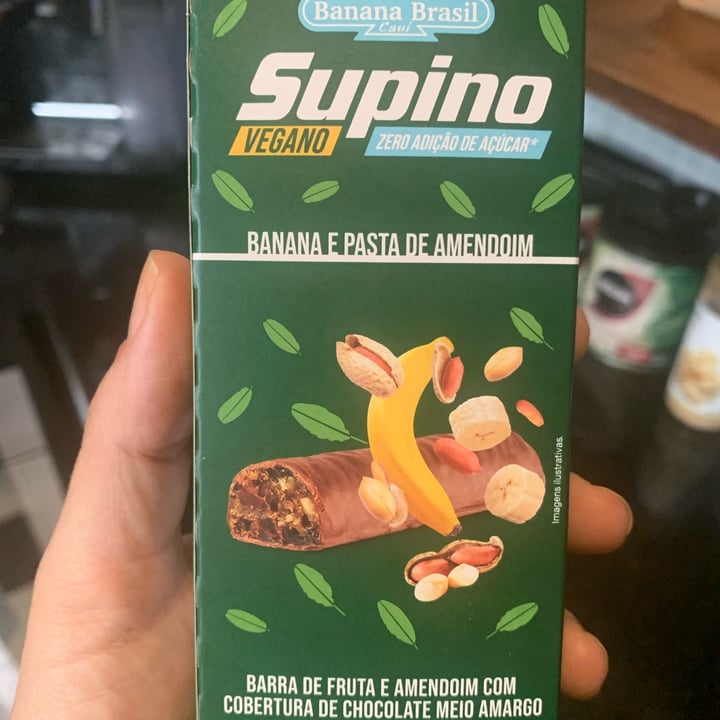 Banana Brasil
Cauí
Supino
VEGANO
ZERO ADIÇÃO DE AÇÚCAR*
BANANA E PASTA DE AMENDOIM
Imagens ilustrativas.
BARRA DE FRUTA E AMENDOIM COM
COBERTURA DE CHOCOLATE MEIO AMARGO